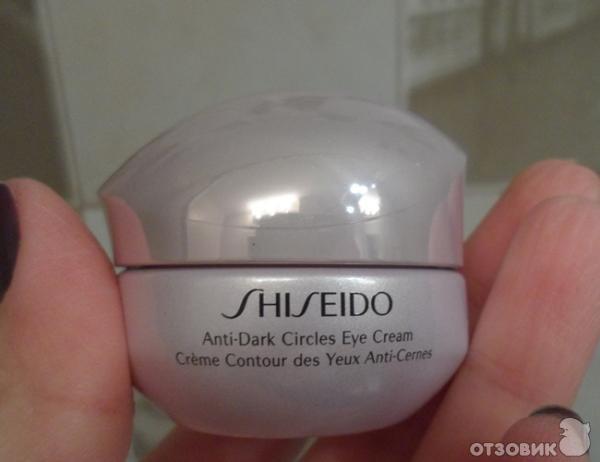 SHISEIDO
Anti-Dark Circles Eye Cream
Crème Contour des Yeux Anti-Cernes
ОТЗОВИК